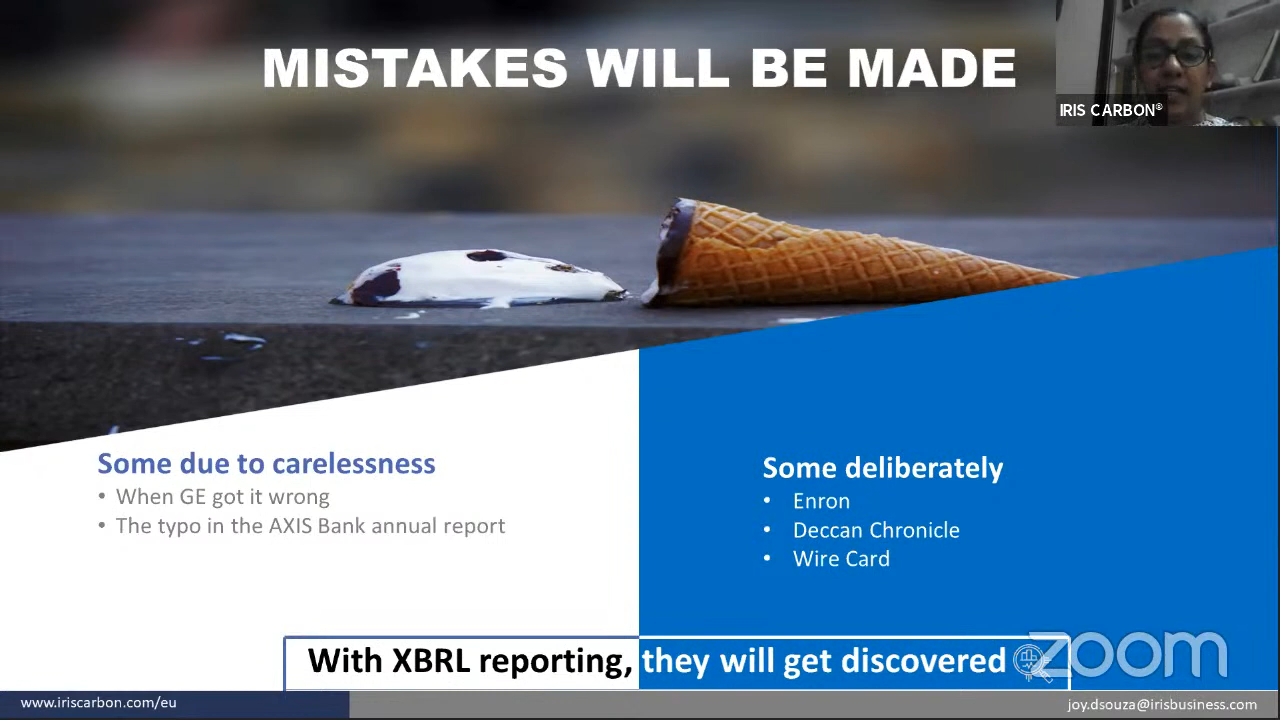 MISTAKES WILL BE MADE
IRIS CARBON®
Some due to carelessness
• When GE got it wrong
• The typo in the AXIS Bank annual report
Some deliberately
• Enron
• Deccan Chronicle
• Wire Card
With XBRL reporting, they will get discovered
zoom
www.iriscarbon.com/eu
joy.dsouza@irisbusiness.com